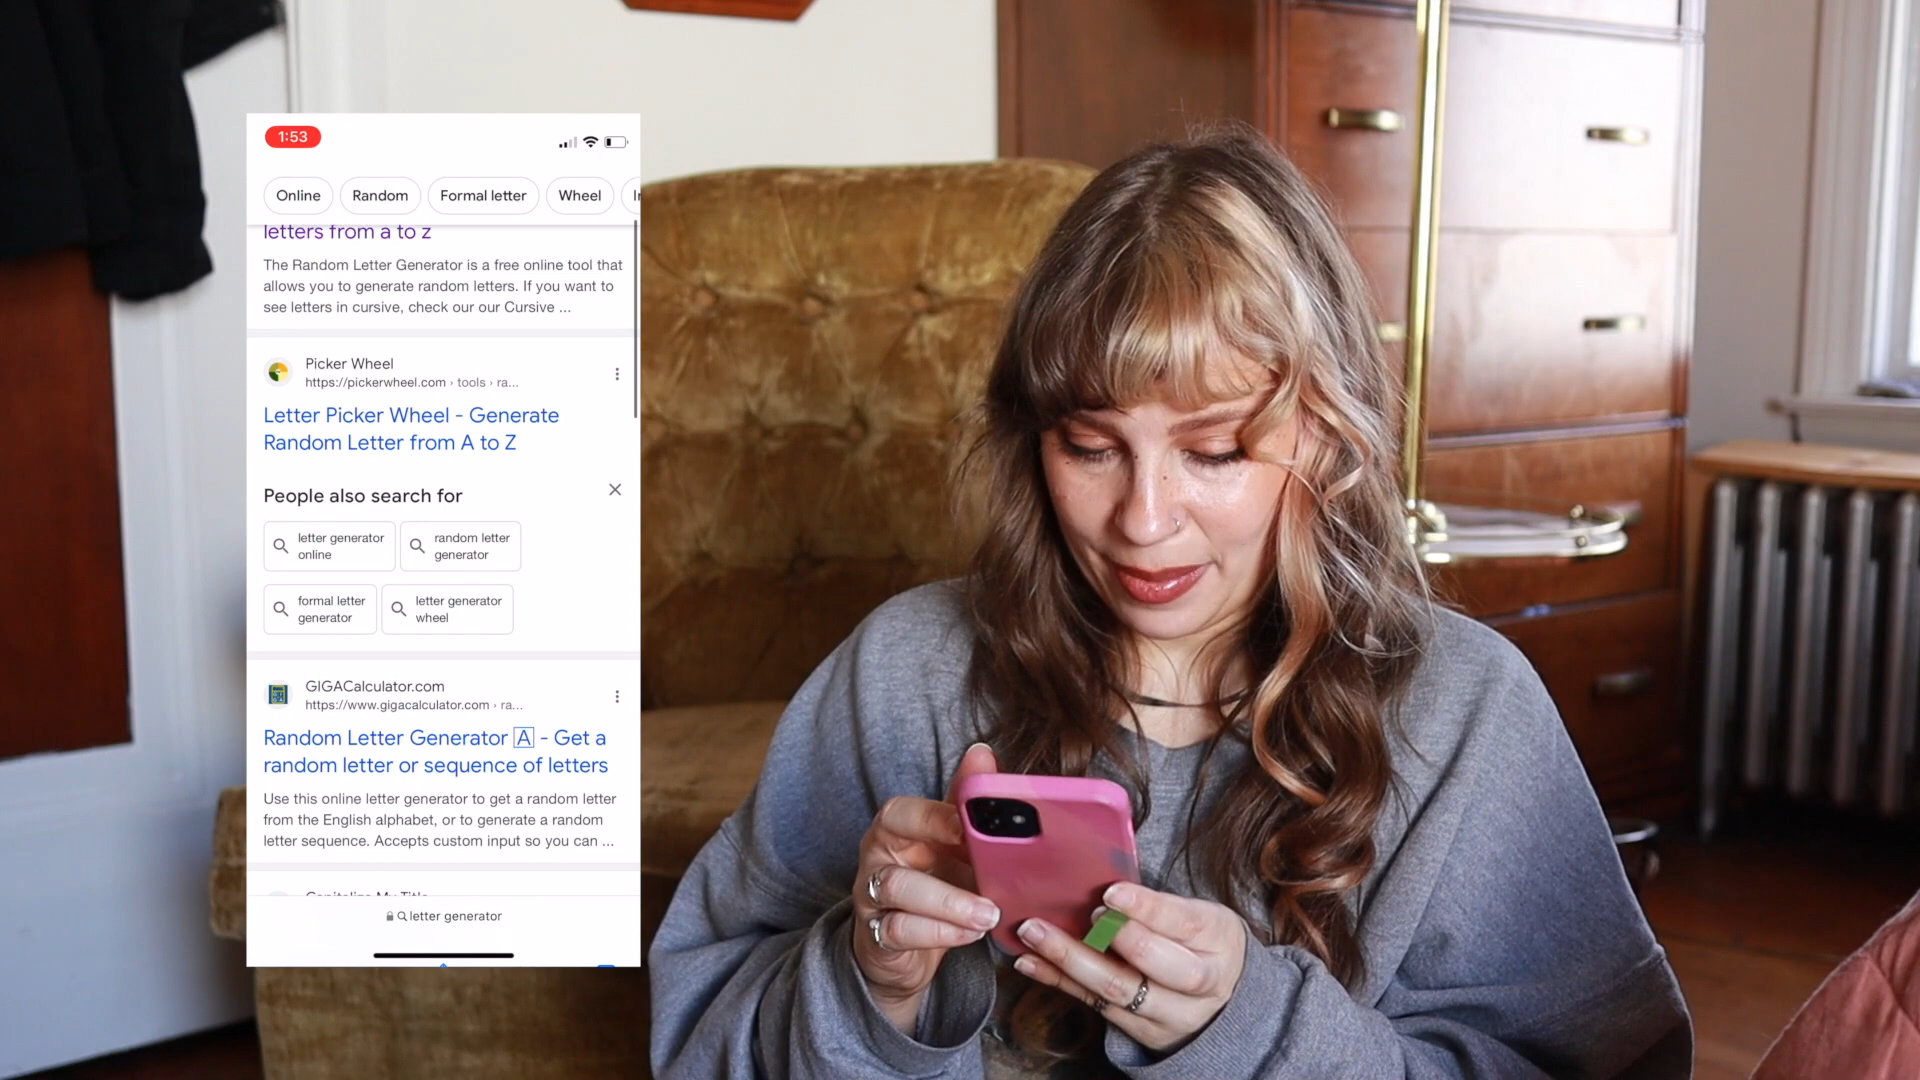 1:53
Online Random Formal letter Wheel
letters from a to z
The Random Letter Generator is a free online tool that
allows you to generate random letters. If you want to
see letters in cursive, check our our Cursive ...
Picker Wheel
https://pickerwheel.com › tools › ra...
Letter Picker Wheel - Generate
Random Letter from A to Z
People also search for
letter generator
online
random letter
generator
formal letter
generator
letter generator
wheel
GIGACalculator.com
https://www.gigacalculator.com › ra...
Random Letter Generator 🄰 - Get a
random letter or sequence of letters
Use this online letter generator to get a random letter
from the English alphabet, or to generate a random
letter sequence. Accepts custom input so you can ...
Capitalize My Title
letter generator